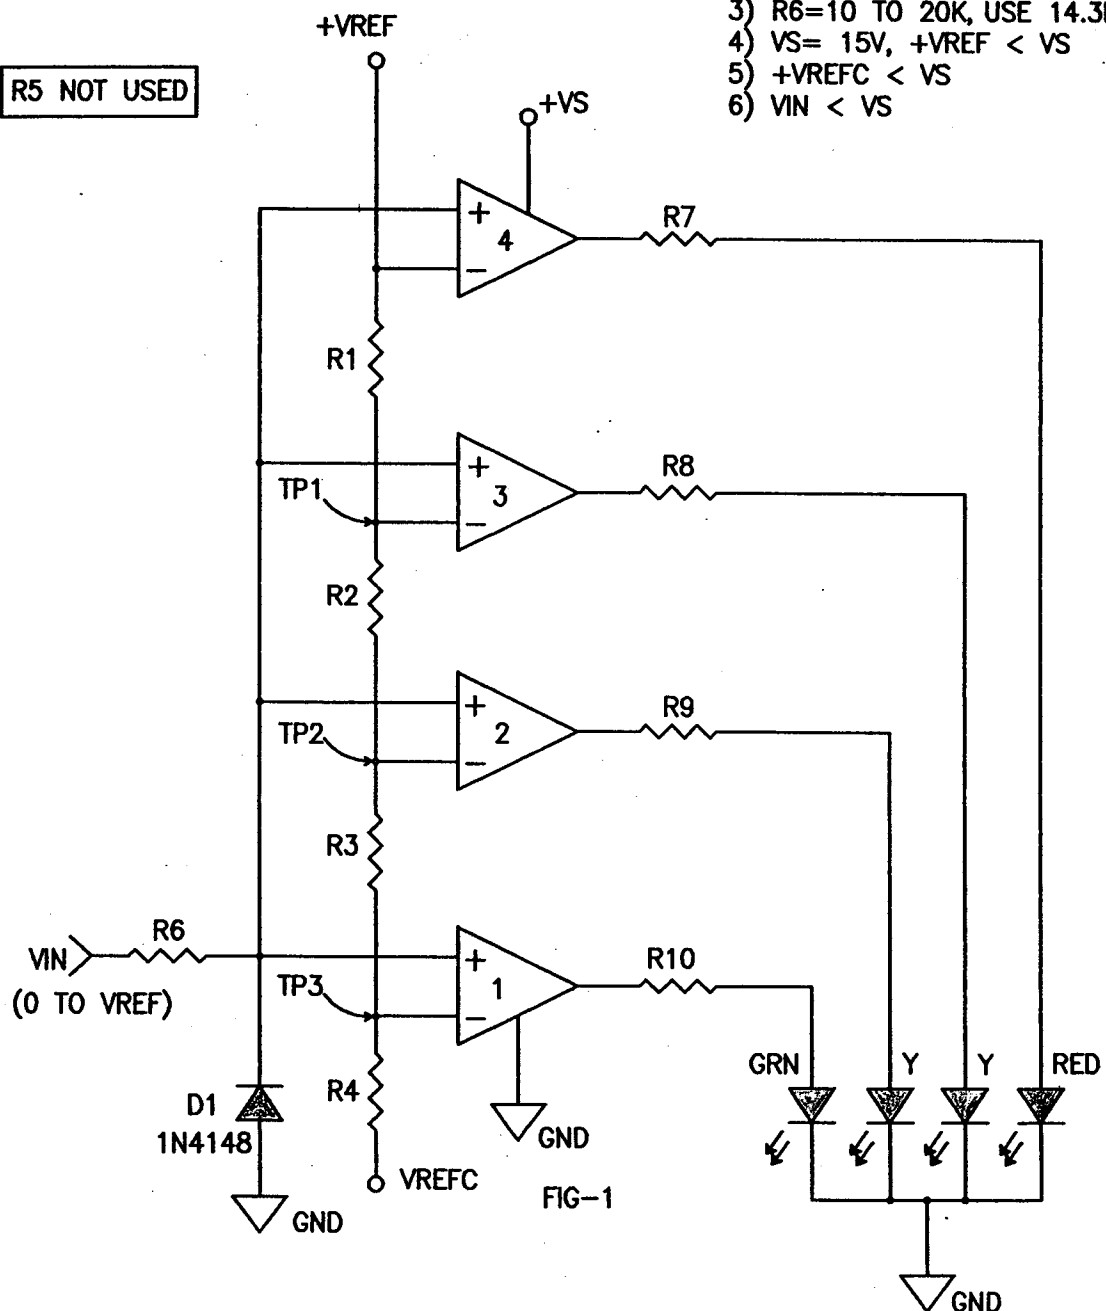 3) R6=10 TO 20K, USE 14.3
4) VS= 15V, +VREF < VS
5) +VREFC < VS
6) VIN < VS
+VREF
R5 NOT USED
+VS
+
4
−
R7
R1
+
3
−
TP1
R8
R2
+
2
−
TP2
R9
R3
VIN
R6
(0 TO VREF)
+
1
−
TP3
R10
D1
1N4148
R4
GND
GRN
Y
Y
RED
VREFC
FIG-1
GND
GND